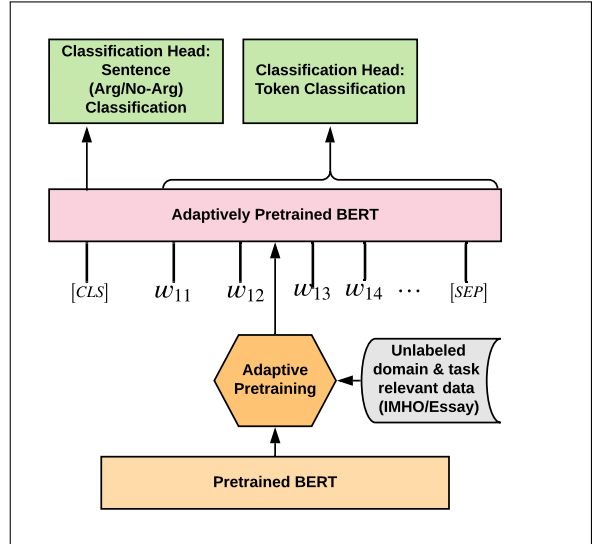 Classification Head:
Sentence
(Arg/No-Arg)
Classification
Classification Head:
Token Classification
Adaptively Pretrained BERT
[CLS] w11 w12 w13 w14 ... [SEP]
Adaptive
Pretraining
Unlabeled
domain & task
relevant data
(IMHO/Essay)
Pretrained BERT